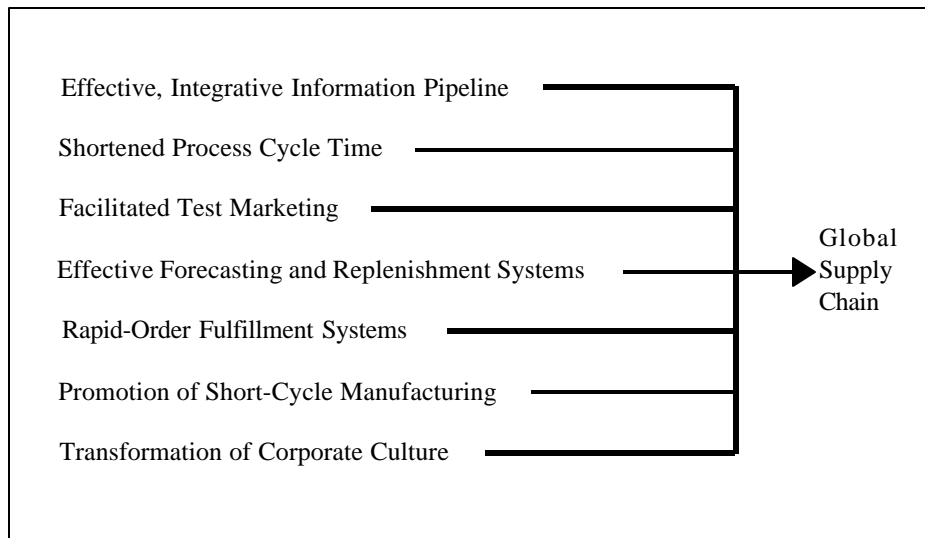 Effective, Integrative Information Pipeline
Shortened Process Cycle Time
Facilitated Test Marketing
Effective Forecasting and Replenishment Systems
Rapid-Order Fulfillment Systems
Promotion of Short-Cycle Manufacturing
Transformation of Corporate Culture
Global
Supply
Chain